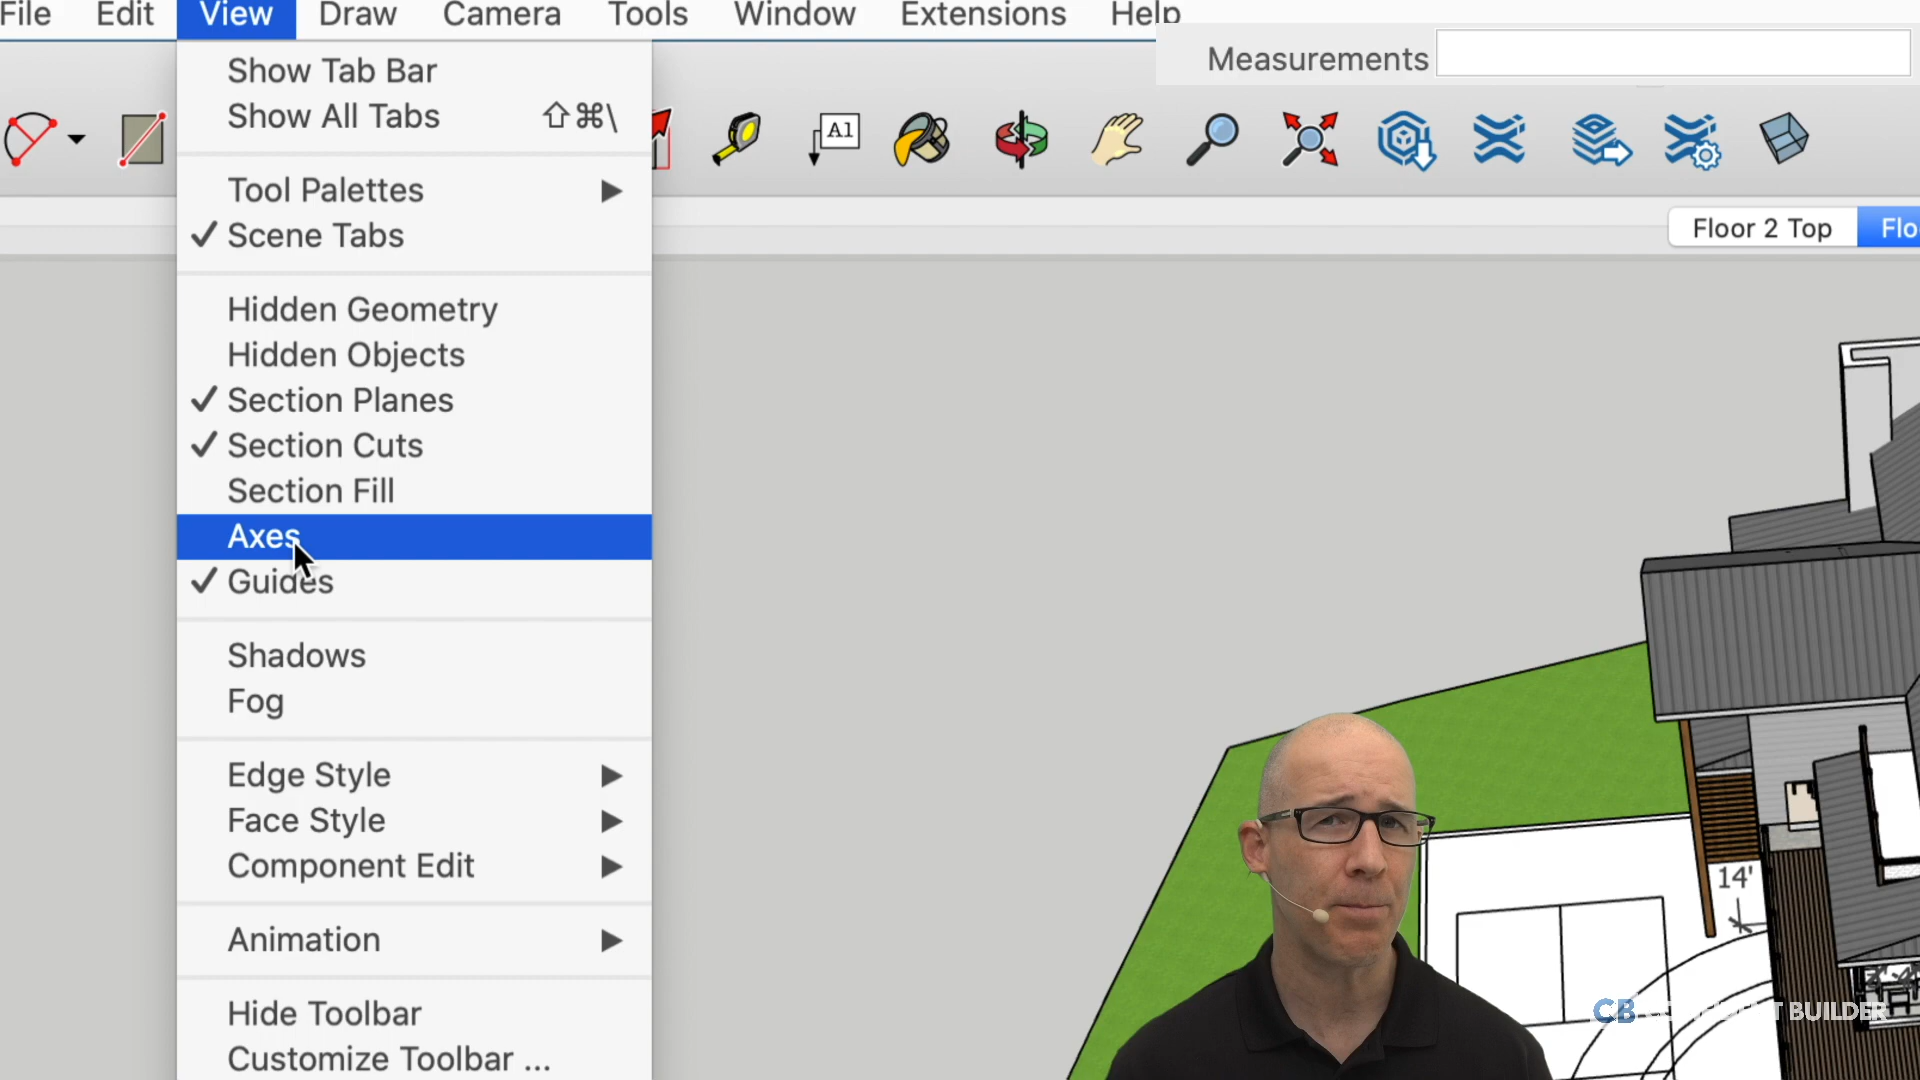 File Edit View Draw Camera Tools Window Extensions Help
Measurements
Show Tab Bar
Show All Tabs ⇧⌘\
A1
Tool Palettes
Scene Tabs
Floor 2 Top Flo
Hidden Geometry
Hidden Objects
Section Planes
Section Cuts
Section Fill
Axes
Guides
Shadows
Fog
Edge Style
Face Style
Component Edit
14'
Animation
CB BUILDER
Hide Toolbar
Customize Toolbar ...